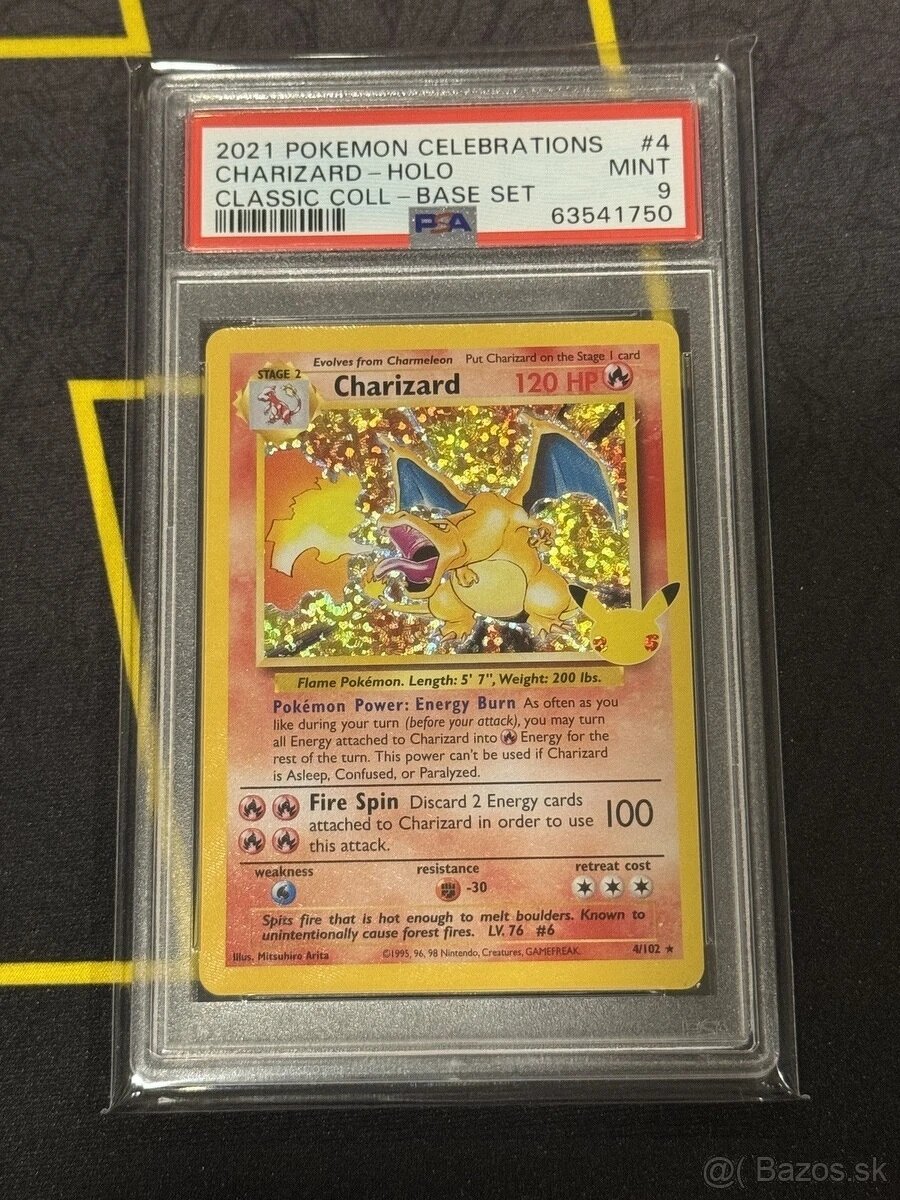 2021 POKEMON CELEBRATIONS #4
CHARIZARD - HOLO MINT
CLASSIC COLL - BASE SET 9
PSA 63541750
Evolves from Charmeleon Put Charizard on the Stage 1 card
STAGE 2
Charizard 120 HP
Flame Pokémon. Length: 5' 7", Weight: 200 lbs.
Pokémon Power: Energy Burn As often as you
like during your turn (before your attack), you may turn
all Energy attached to Charizard into Energy for the
rest of the turn. This power can't be used if Charizard
is Asleep, Confused, or Paralyzed.
Fire Spin Discard 2 Energy cards
attached to Charizard in order to use 100
this attack.
weakness resistance retreat cost
-30
Spits fire that is hot enough to melt boulders. Known to
unintentionally cause forest fires. LV. 76 #6
Illus. Mitsuhiro Arita ©1995, 96, 98 Nintendo, Creatures, GAMEFREAK. 4/102 ★
@( Bazos.sk